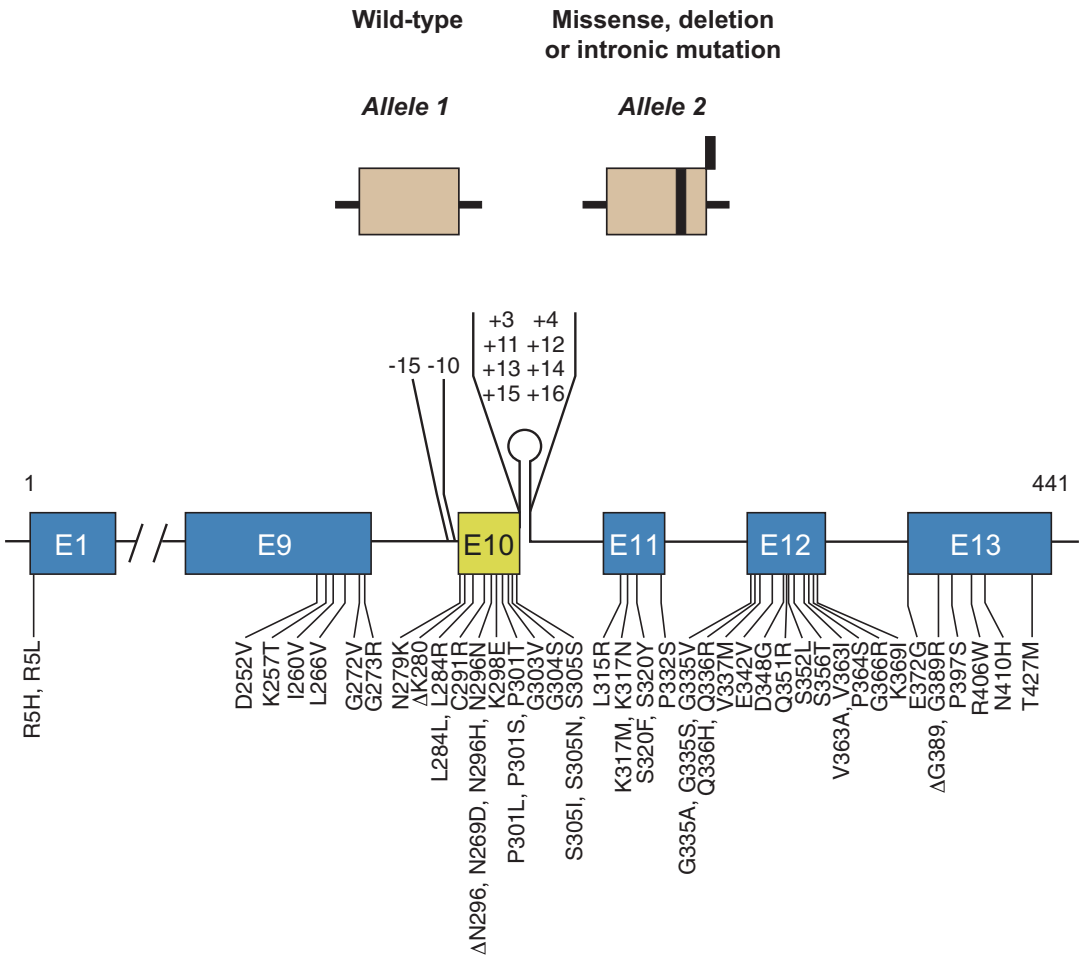 Wild-type
Missense, deletion
or intronic mutation
Allele 1
Allele 2
+3 +4
+11 +12
+13 +14
+15 +16
-15 -10
1
441
E1
E9
E10
E11
E12
E13
R5H, R5L
D252V
K257T
I260V
L266V
G272V
G273R
N279K
ΔK280
L284L, L284R
C291R
ΔN296, N269D, N296H, N296N
K298E
P301L, P301S, P301T
G303V
G304S
S305I, S305N, S305S
L315R
K317M, K317N
S320F, S320Y
P332S
G335A, G335S, G335V
Q336H, Q336R
V337M
E342V
D348G
Q351R
S352L
S356T
V363A, V363I
P364S
G366R
K369I
E372G
ΔG389, G389R
P397S
R406W
N410H
T427M